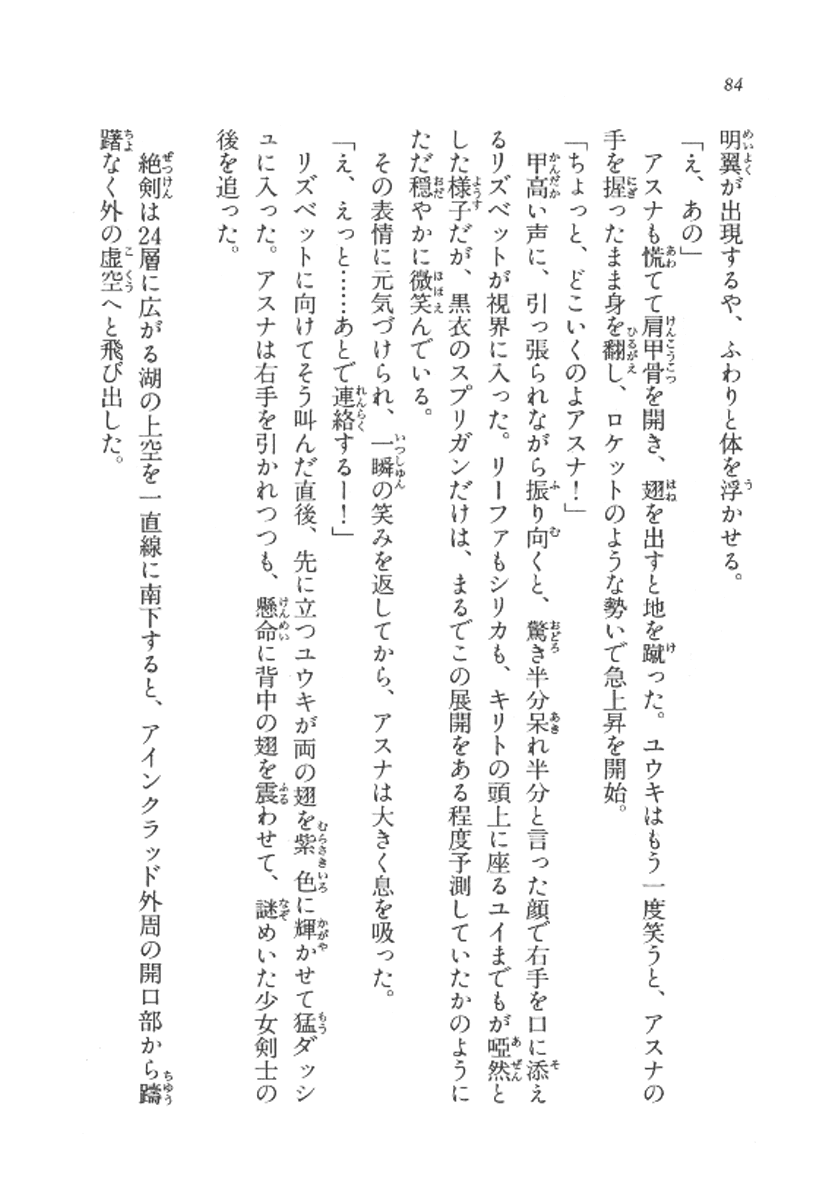 84
明翼が出現するや、ふわりと体を浮かせる。
「え、あの」
アスナも慌てて肩甲骨を開き、翅を出すと地を蹴った。ユウキはもう一度笑うと、アスナの
手を握ったまま身を翻し、ロケットのような勢いで急上昇を開始。
「ちょっと、どこいくのよアスナ！」
甲高い声に、引っ張られながら振り向くと、驚き半分呆れ半分と言った顔で右手を口に添え
るリズベットが視界に入った。リーファもシリカも、キリトの頭上に座るユイまでもが啞然と
した様子だが、黒衣のスプリガンだけは、まるでこの展開をある程度予測していたかのように
ただ穏やかに微笑んでいる。
その表情に元気づけられ、一瞬の笑みを返してから、アスナは大きく息を吸った。
「え、えっと……あとで連絡するー！」
リズベットに向けてそう叫んだ直後、先に立つユウキが両の翅を紫色に輝かせて猛ダッシ
ュに入った。アスナは右手を引かれつつも、懸命に背中の翅を震わせて、謎めいた少女剣士の
後を追った。
絶剣は24層に広がる湖の上空を一直線に南下すると、アインクラッド外周の開口部から躊
躇なく外の虚空へと飛び出した。